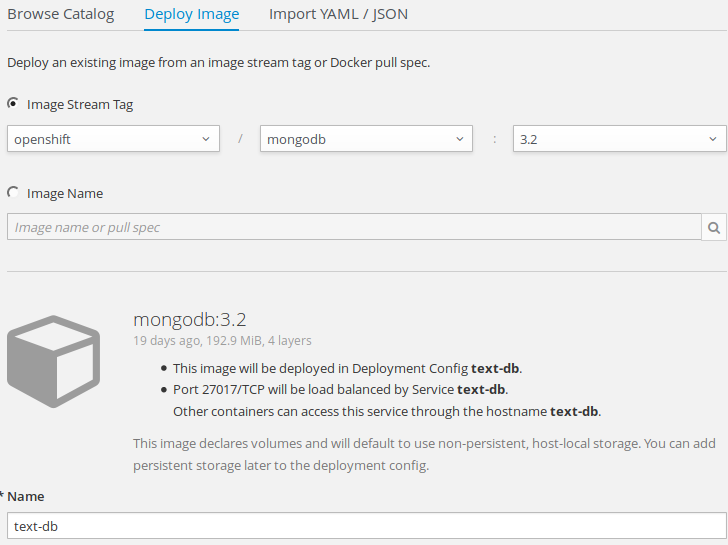 Browse Catalog Deploy Image Import YAML / JSON
Deploy an existing image from an image stream tag or Docker pull spec.
Image Stream Tag
openshift / mongodb : 3.2
Image Name
Image name or pull spec
mongodb:3.2
19 days ago, 192.9 MiB, 4 layers
• This image will be deployed in Deployment Config text-db.
• Port 27017/TCP will be load balanced by Service text-db.
Other containers can access this service through the hostname text-db.
This image declares volumes and will default to use non-persistent, host-local storage. You can add
persistent storage later to the deployment config.
* Name
text-db